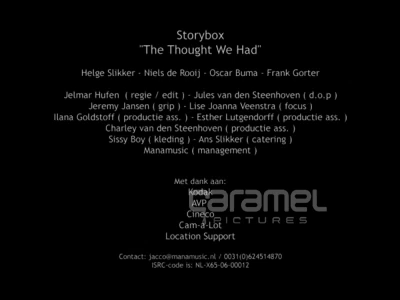 Storybox
"The Thought We Had"
Helge Slikker - Niels de Rooij - Oscar Buma - Frank Gorter
Jelmar Hufen ( regie / edit ) - Jules van den Steenhoven ( d.o.p )
Jeremy Jansen ( grip ) - Lise Joanna Veenstra ( focus )
Ilana Goldstoff ( productie ass. ) - Esther Lutgendorff ( productie ass. )
Charley van den Steenhoven ( productie ass. )
Sissy Boy ( kleding ) - Ans Slikker ( catering )
Manamusic ( management )
Met dank aan:
Kodak
AVP
Cineco
Cam-a-Lot
Location Support
caramel
PICTURES
Contact: jacco@manamusic.nl / 0031(0)624514870
ISRC-code is: NL-X65-06-00012